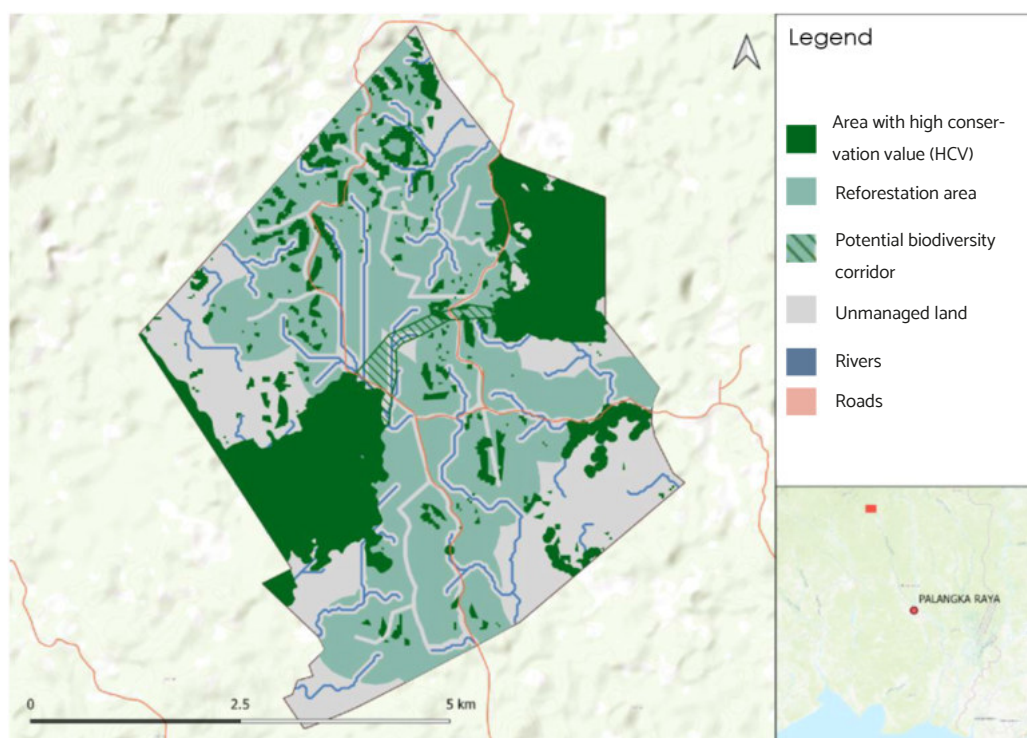 Legend
Area with high conser-
vation value (HCV)
Reforestation area
Potential biodiversity
corridor
Unmanaged land
Rivers
Roads
PALANGKA RAYA
0 2.5 5 km